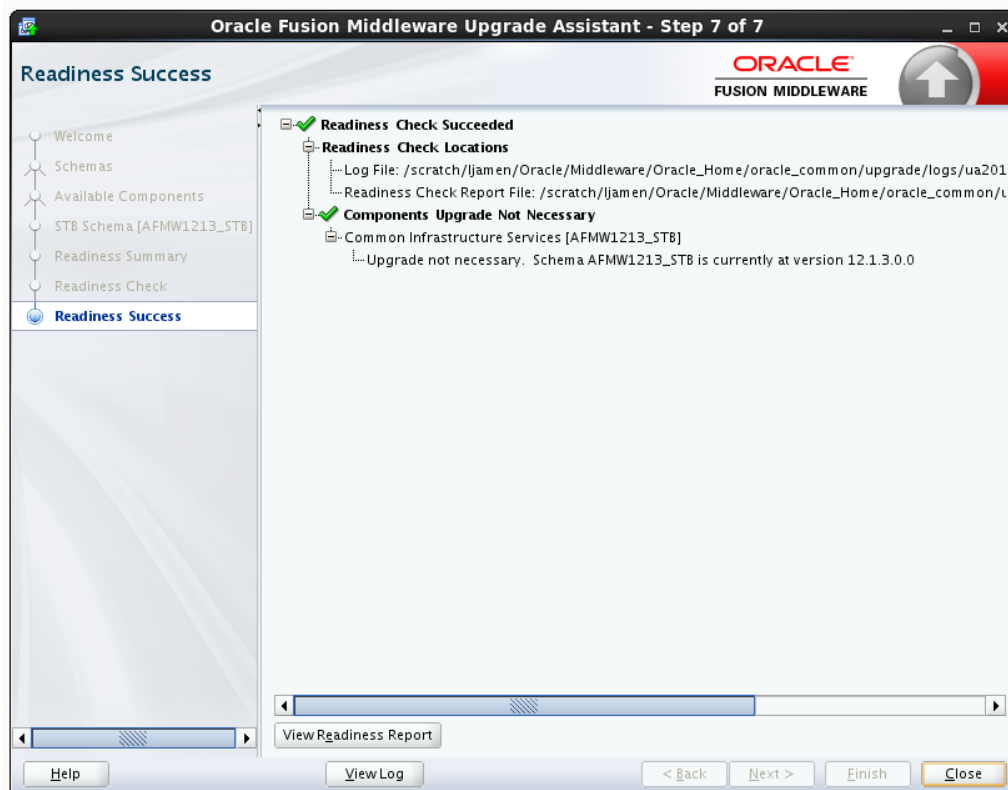 Oracle Fusion Middleware Upgrade Assistant - Step 7 of 7
Readiness Success
ORACLE
FUSION MIDDLEWARE
Welcome
Schemas
Available Components
STB Schema [AFMW1213_STB]
Readiness Summary
Readiness Check
Readiness Success
Readiness Check Succeeded
Readiness Check Locations
Log File: /scratch/ljamen/Oracle/Middleware/Oracle_Home/oracle_common/upgrade/logs/ua201
Readiness Check Report File: /scratch/ljamen/Oracle/Middleware/Oracle_Home/oracle_common/u
Components Upgrade Not Necessary
Common Infrastructure Services [AFMW1213_STB]
Upgrade not necessary. Schema AFMW1213_STB is currently at version 12.1.3.0.0
View Readiness Report
Help
View Log
< Back
Next >
Finish
Close